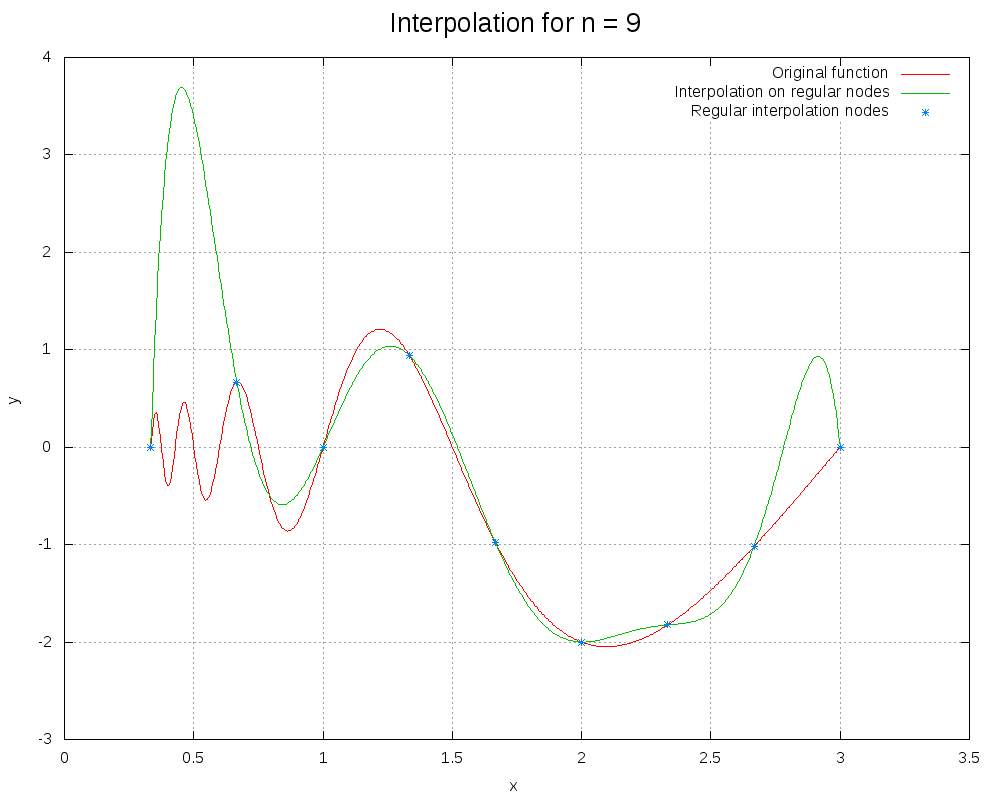 Interpolation for n = 9
Original function
Interpolation on regular nodes
Regular interpolation nodes
4
3
2
1
0
-1
-2
-3
y
0 0.5 1 1.5 2 2.5 3 3.5
x